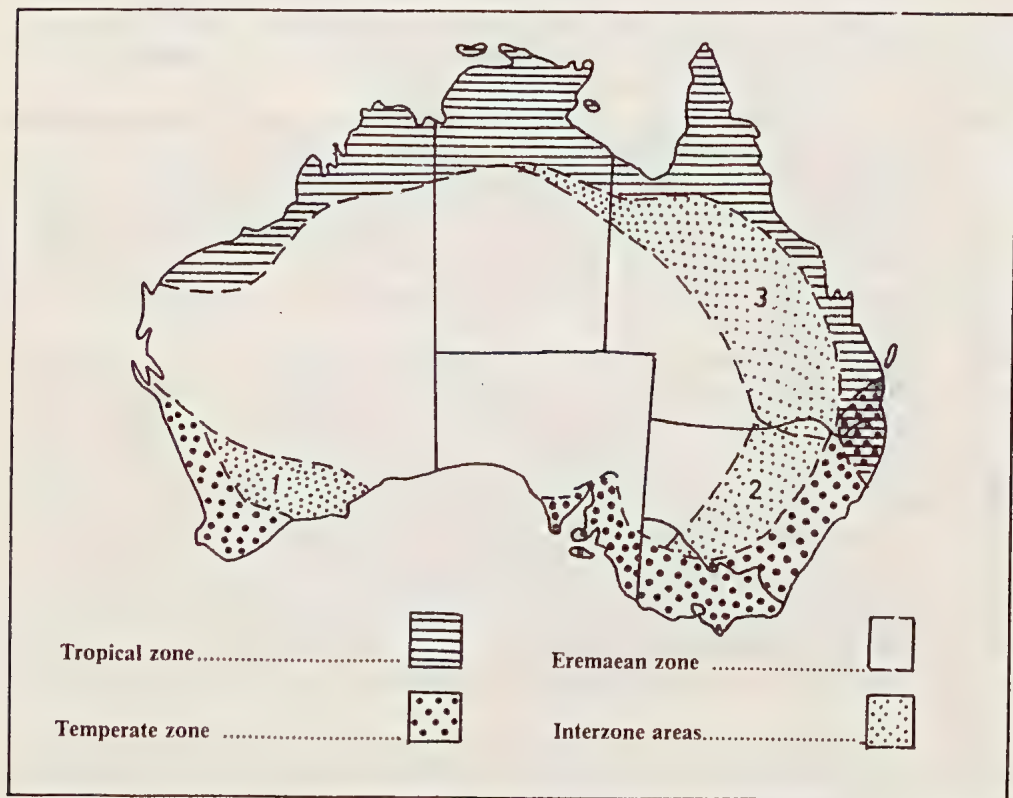 3
1
2
Tropical zone..............................
Eremaean zone ......................
Temperate zone ..........................
Interzone areas.......................